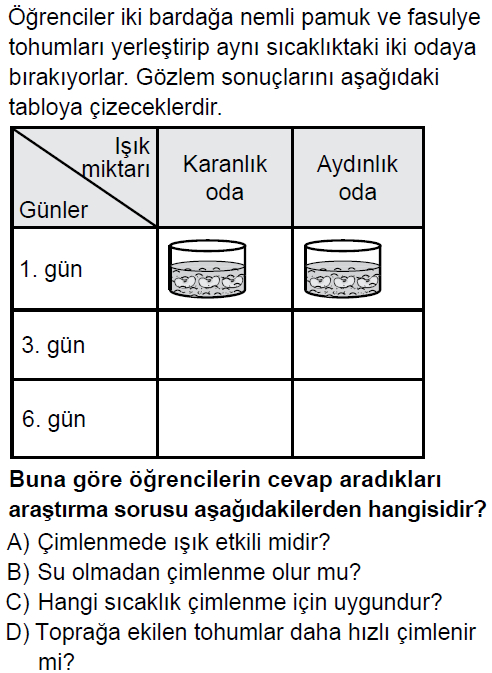 Öğrenciler iki bardağa nemli pamuk ve fasulye
tohumları yerleştirip aynı sıcaklıktaki iki odaya
bırakıyorlar. Gözlem sonuçlarını aşağıdaki
tabloya çizeceklerdir.
Işık
miktarı
Günler
Karanlık
oda
Aydınlık
oda
1. gün
3. gün
6. gün
Buna göre öğrencilerin cevap aradıkları
araştırma sorusu aşağıdakilerden hangisidir?
A) Çimlenmede ışık etkili midir?
B) Su olmadan çimlenme olur mu?
C) Hangi sıcaklık çimlenme için uygundur?
D) Toprağa ekilen tohumlar daha hızlı çimlenir
mi?